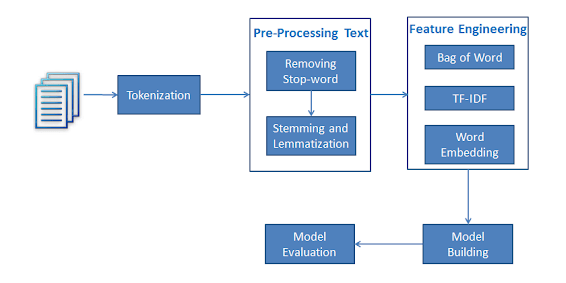 Pre-Processing Text
Feature Engineering
Removing
Stop-word
Bag of Word
Tokenization
TF-IDF
Stemming and
Lemmatization
Word
Embedding
Model
Evaluation
Model
Building